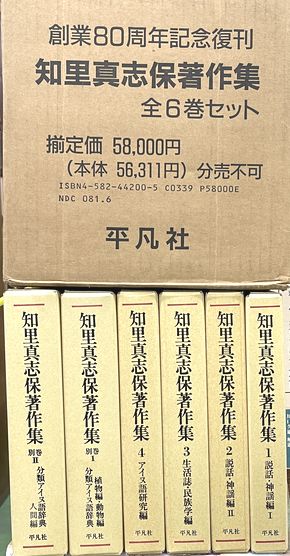 創業80周年記念復刊
知里真志保著作集
全6巻セット
揃定価 58,000円
(本体 56,311円) 分売不可
ISBN4-582-44200-5 C0339 P58000E
NDC 081.6
平凡社
知里真志保著作集 1 説話・神謡編Ⅰ 平凡社
知里真志保著作集 2 説話・神謡編Ⅱ 平凡社
知里真志保著作集 3 生活誌・民族学編 平凡社
知里真志保著作集 4 アイヌ語研究編 平凡社
知里真志保著作集 別巻Ⅰ 分類アイヌ語辞典 植物編・動物編 平凡社
知里真志保著作集 別巻Ⅱ 分類アイヌ語辞典 人間編 平凡社